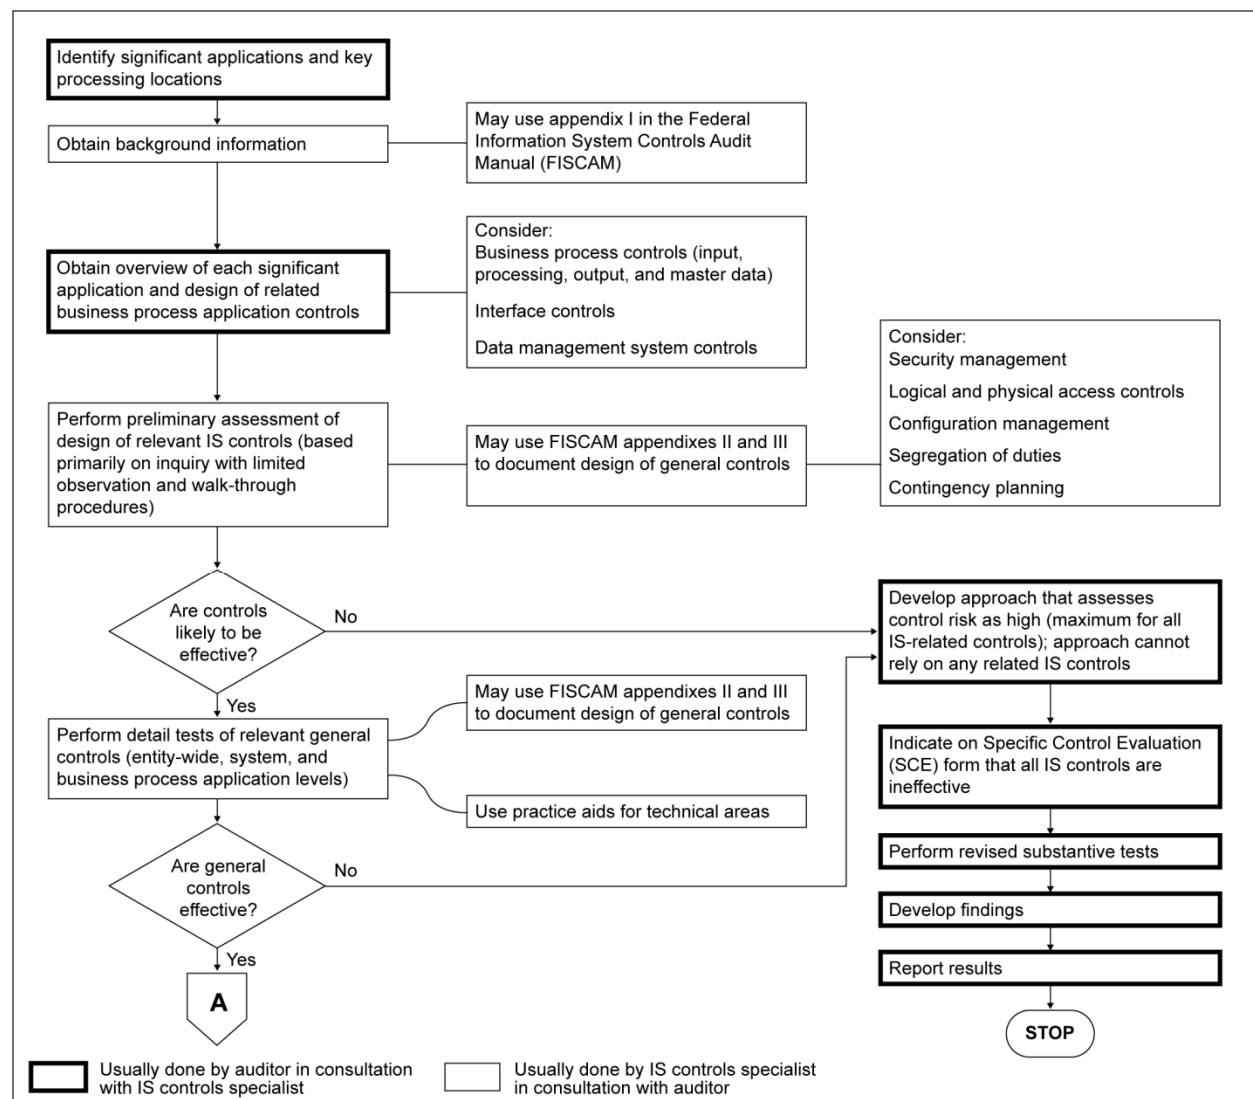 Identify significant applications and key
processing locations
Obtain background information
May use appendix I in the Federal
Information System Controls Audit
Manual (FISCAM)
Obtain overview of each significant
application and design of related
business process application controls
Consider:
Business process controls (input,
processing, output, and master data)
Interface controls
Data management system controls
Perform preliminary assessment of
design of relevant IS controls (based
primarily on inquiry with limited
observation and walk-through
procedures)
May use FISCAM appendixes II and III
to document design of general controls
Consider:
Security management
Logical and physical access controls
Configuration management
Segregation of duties
Contingency planning
Are controls
likely to be
effective?
No
Yes
Develop approach that assesses
control risk as high (maximum for all
IS-related controls); approach cannot
rely on any related IS controls
Perform detail tests of relevant general
controls (entity-wide, system, and
business process application levels)
May use FISCAM appendixes II and III
to document design of general controls
Use practice aids for technical areas
Indicate on Specific Control Evaluation
(SCE) form that all IS controls are
ineffective
Are general
controls
effective?
No
Yes
A
Perform revised substantive tests
Develop findings
Report results
STOP
Usually done by auditor in consultation
with IS controls specialist
Usually done by IS controls specialist
in consultation with auditor